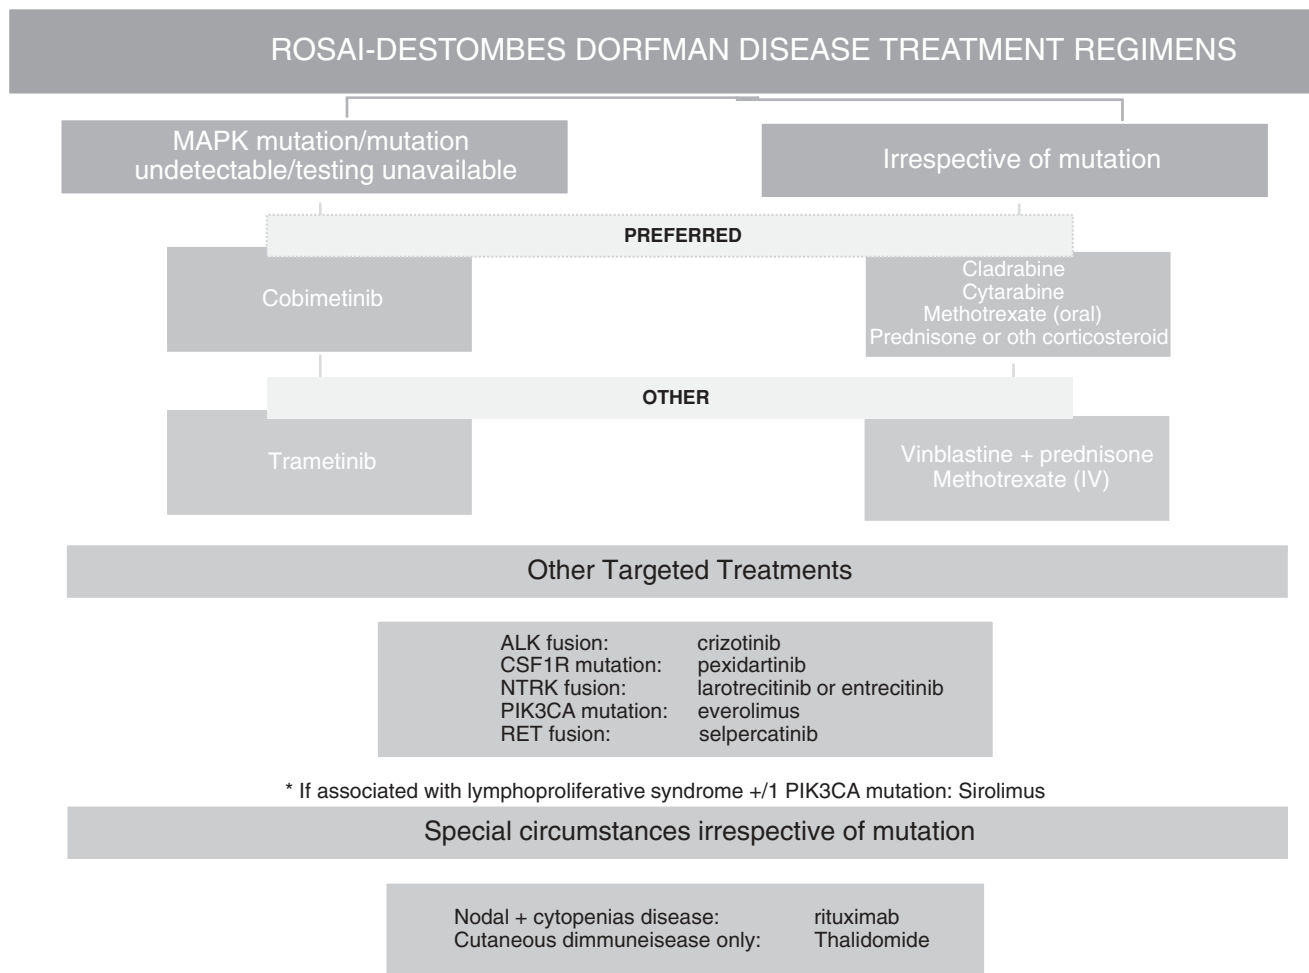 ROSAI-DESTOMBES DORFMAN DISEASE TREATMENT REGIMENS
MAPK mutation/mutation
undetectable/testing unavailable
Irrespective of mutation
PREFERRED
Cobimetinib
Cladrabine
Cytarabine
Methotrexate (oral)
Prednisone or oth corticosteroid
OTHER
Trametinib
Vinblastine + prednisone
Methotrexate (IV)
Other Targeted Treatments
ALK fusion: crizotinib
CSF1R mutation: pexidartinib
NTRK fusion: larotrecitinib or entrecitinib
PIK3CA mutation: everolimus
RET fusion: selpercatinib
* If associated with lymphoproliferative syndrome +/1 PIK3CA mutation: Sirolimus
Special circumstances irrespective of mutation
Nodal + cytopenias disease: rituximab
Cutaneous dimmuneisease only: Thalidomide